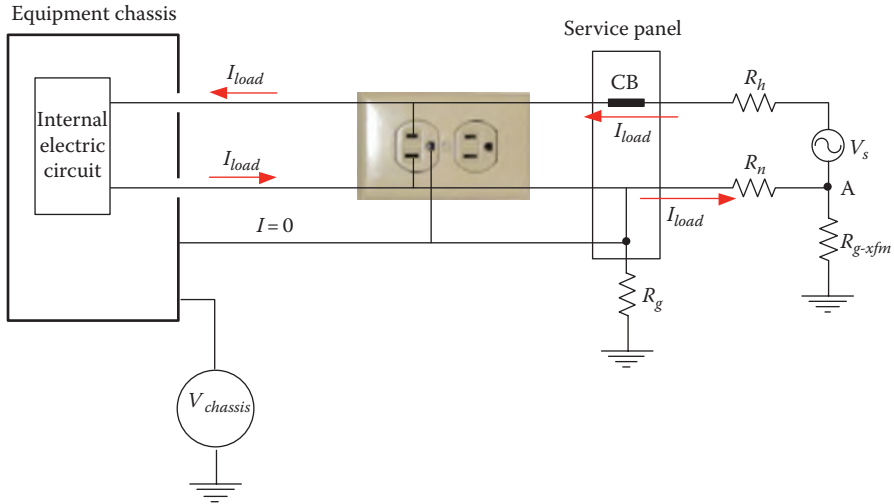 Equipment chassis
Service panel
I_load
CB
R_h
Internal
electric
circuit
I_load
V_s
I_load
R_n
A
I_load
I = 0
R_g-xfm
R_g
V_chassis